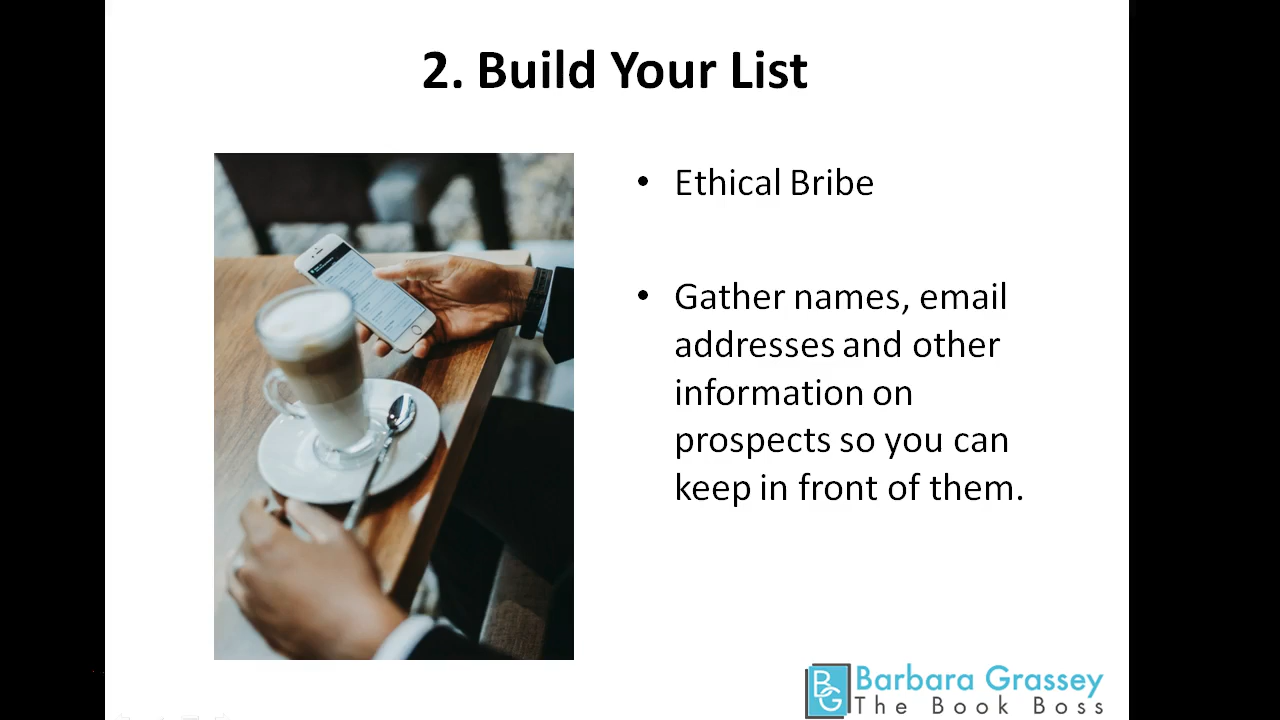 2. Build Your List
• Ethical Bribe
• Gather names, email
addresses and other
information on
prospects so you can
keep in front of them.
BG
Barbara Grassey
The Book Boss